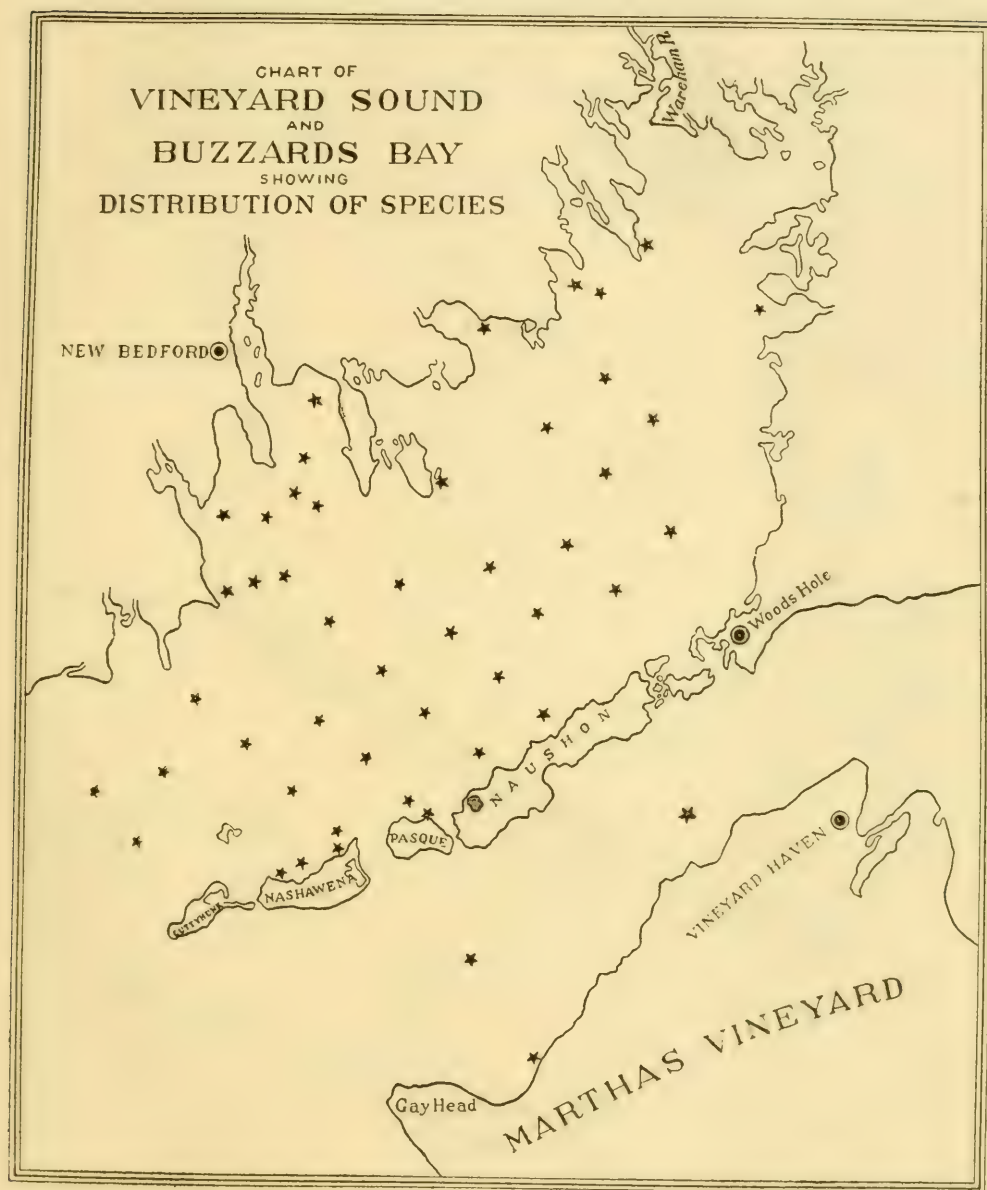 CHART OF
VINEYARD SOUND
AND
BUZZARDS BAY
SHOWING
DISTRIBUTION OF SPECIES
Wareham R.
NEW BEDFORD
Woods Hole
NAUSHON
PASQUE
NASHAWENA
CUTTYHUNK
VINEYARD HAVEN
MARTHAS VINEYARD
Gay Head